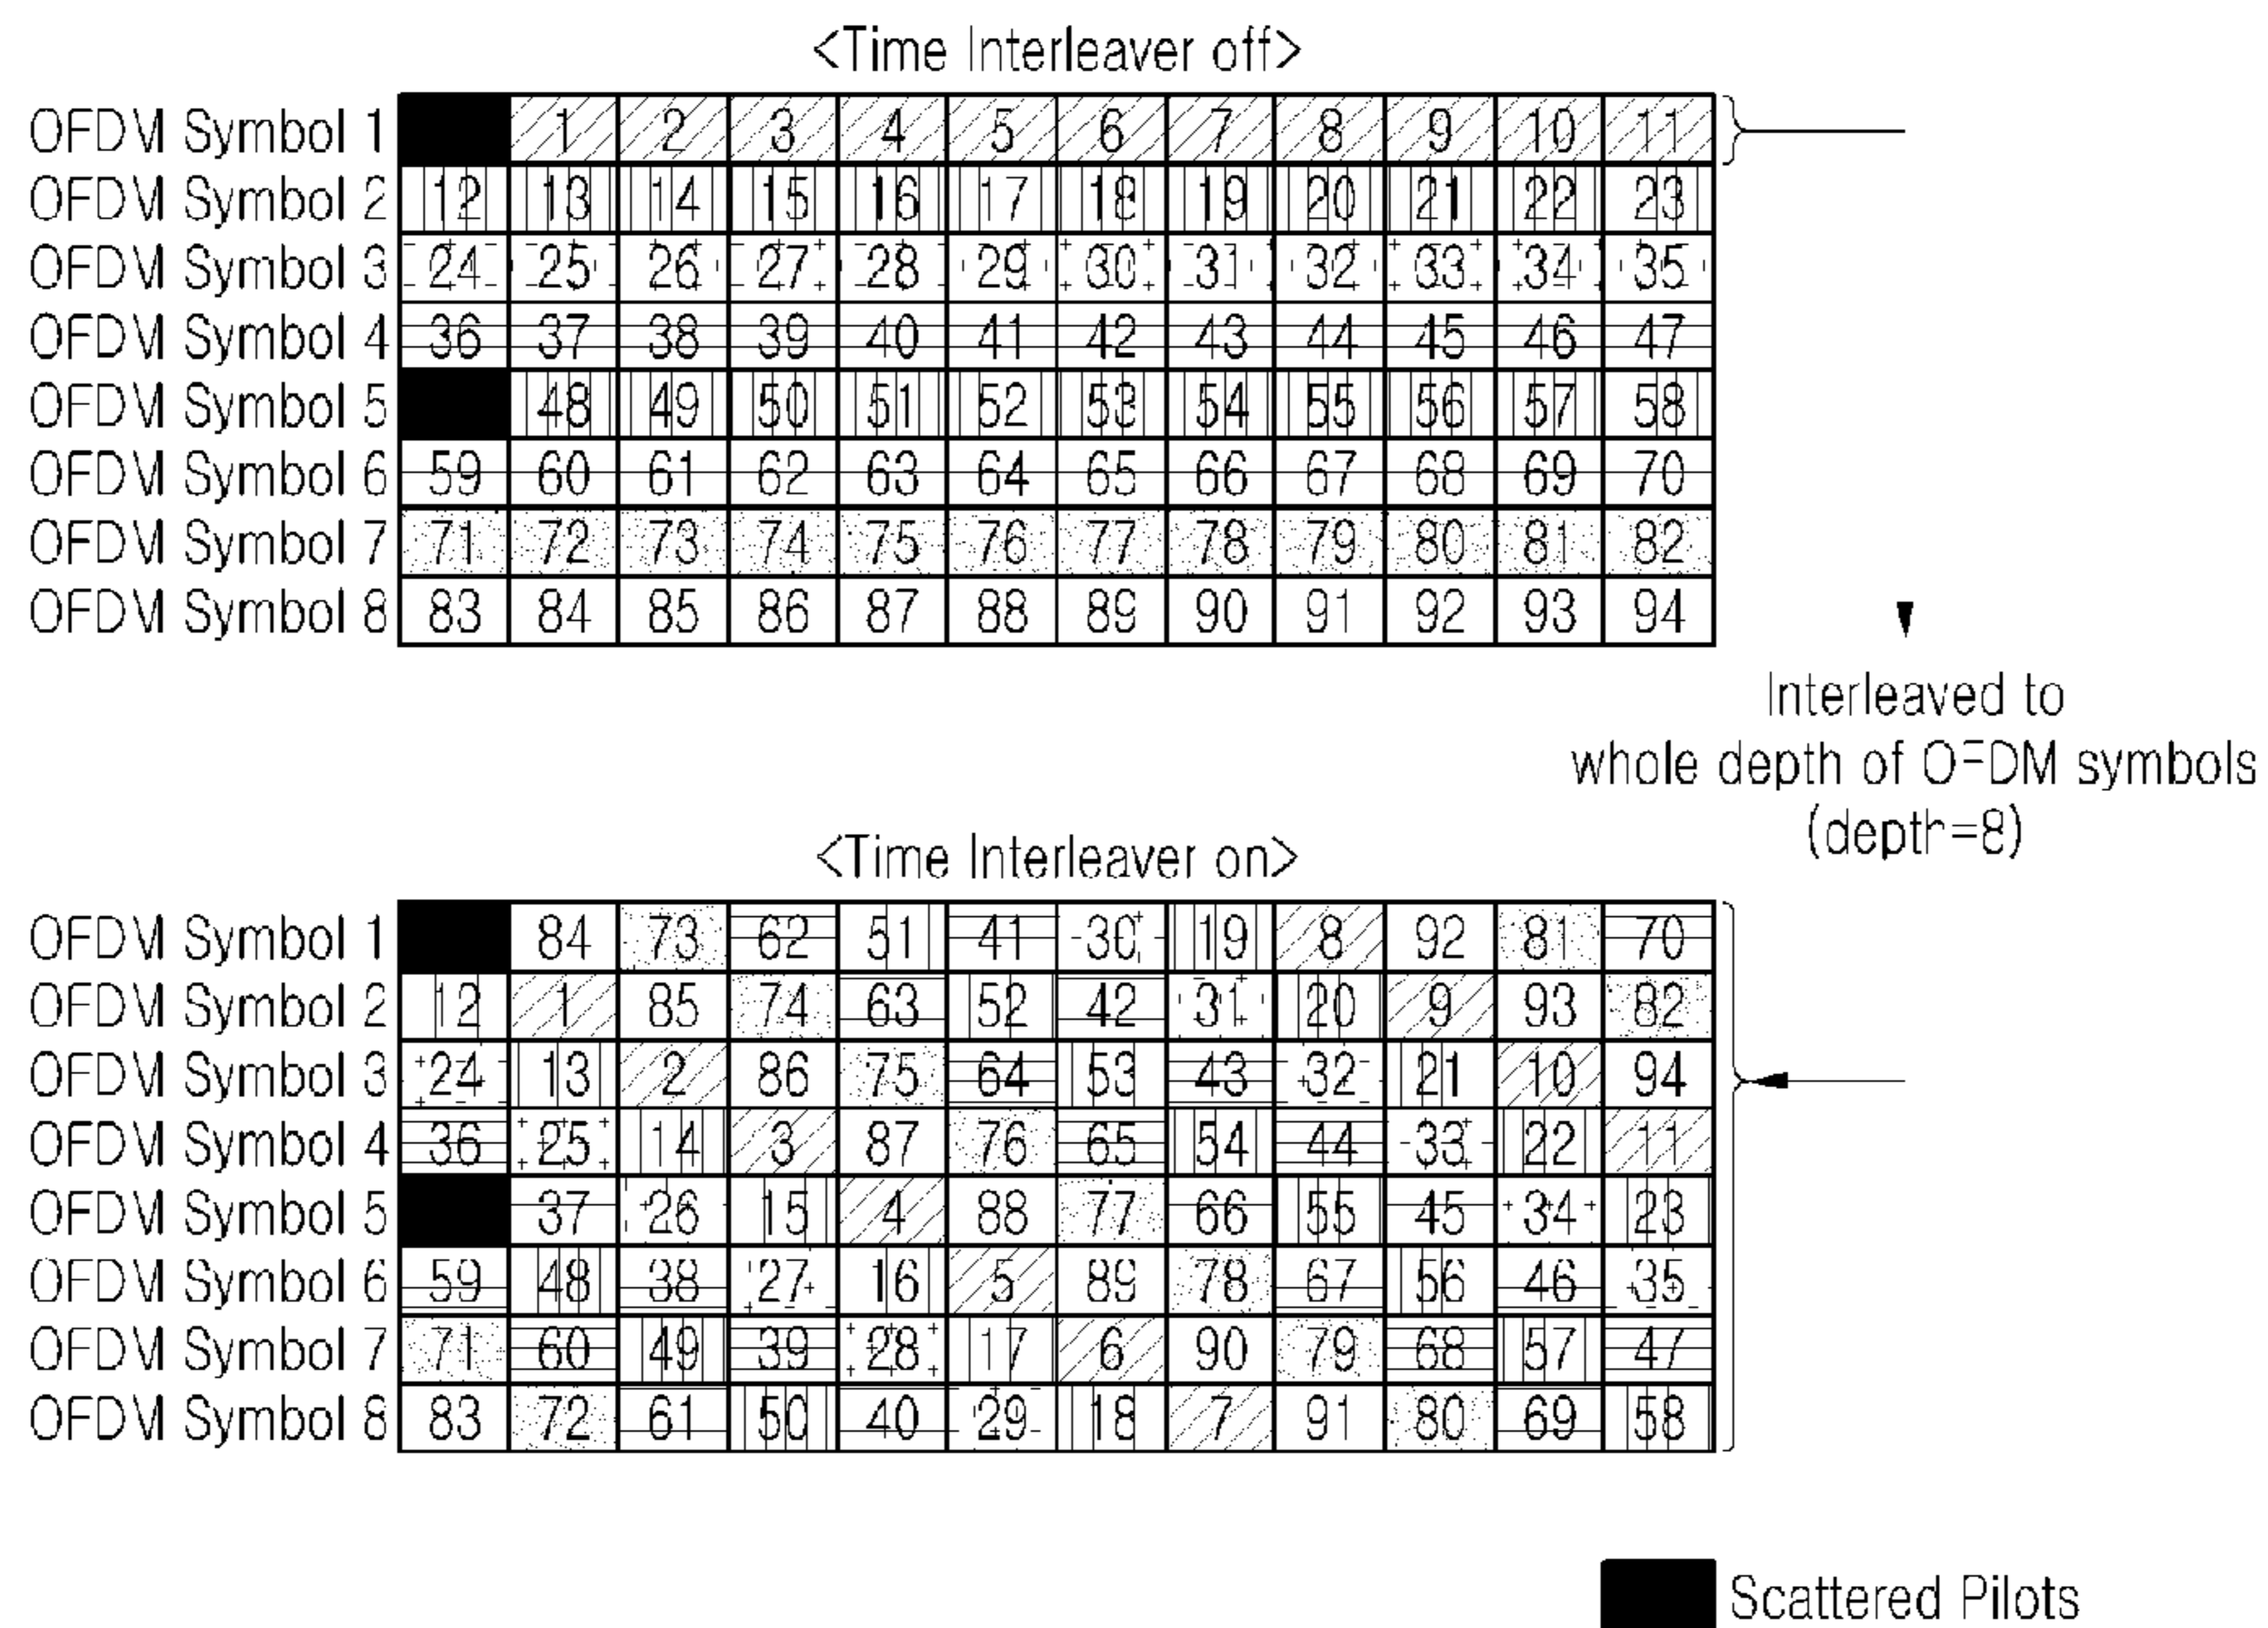 <Time Interleaver off>
OFDM Symbol 1 1 2 3 4 5 6 7 8 9 10 11
OFDM Symbol 2 12 13 14 15 16 17 18 19 20 21 22 23
OFDM Symbol 3 24 25 26 27 28 29 30 31 32 33 34 35
OFDM Symbol 4 36 37 38 39 40 41 42 43 44 45 46 47
OFDM Symbol 5 48 49 50 51 52 53 54 55 56 57 58
OFDM Symbol 6 59 60 61 62 63 64 65 66 67 68 69 70
OFDM Symbol 7 71 72 73 74 75 76 77 78 79 80 81 82
OFDM Symbol 8 83 84 85 86 87 88 89 90 91 92 93 94
Interleaved to
whole depth of OFDM symbols
(depth=8)
<Time Interleaver on>
OFDM Symbol 1 84 73 62 51 41 30 19 8 92 81 70
OFDM Symbol 2 12 1 85 74 63 52 42 31 20 9 93 82
OFDM Symbol 3 24 13 2 86 75 64 53 43 32 21 10 94
OFDM Symbol 4 36 25 14 3 87 76 65 54 44 33 22 11
OFDM Symbol 5 37 26 15 4 88 77 66 55 45 34 23
OFDM Symbol 6 59 48 38 27 16 5 89 78 67 56 46 35
OFDM Symbol 7 71 60 49 39 28 17 6 90 79 68 57 47
OFDM Symbol 8 83 72 61 50 40 29 18 7 91 80 69 58
Scattered Pilots